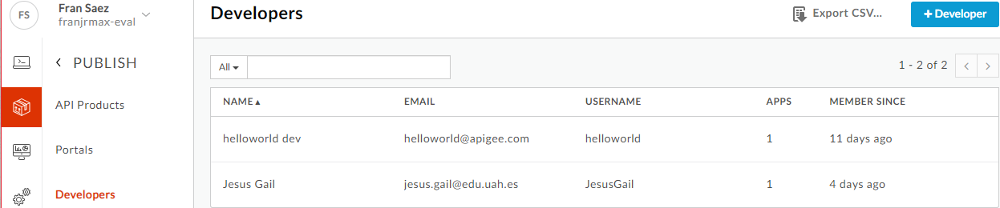 FS
Fran Saez
franjrmax-eval
Developers
Export CSV...
+ Developer
PUBLISH
All
1 - 2 of 2
API Products
NAME EMAIL USERNAME APPS MEMBER SINCE
helloworld dev helloworld@apigee.com helloworld 1 11 days ago
Portals
Jesus Gail jesus.gail@edu.uah.es JesusGail 1 4 days ago
Developers